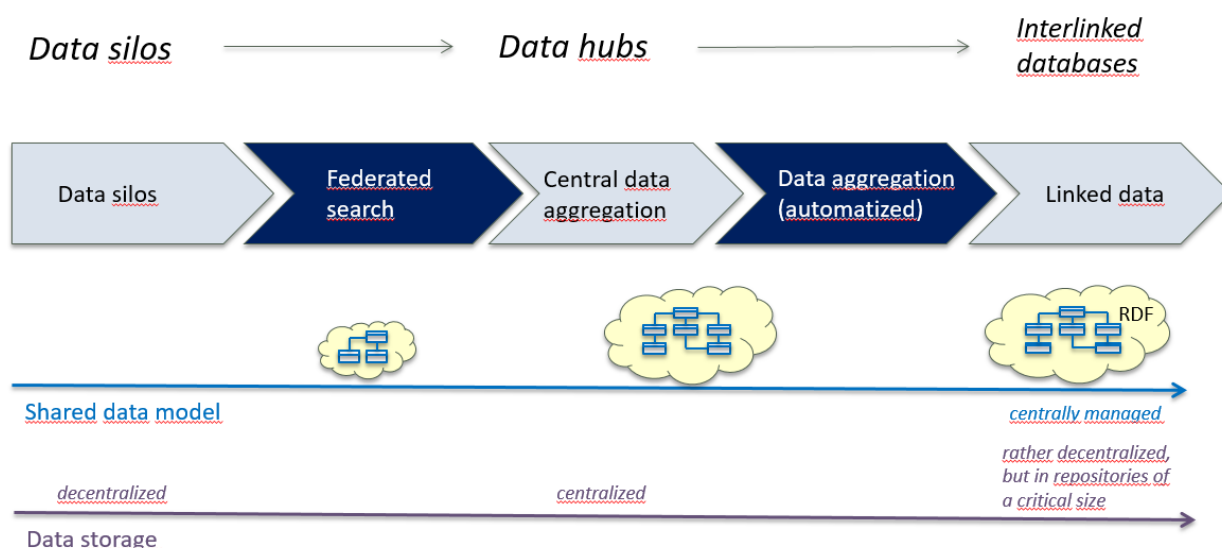 Data silos
Data hubs
Interlinked
databases
Data silos
Federated
search
Central data
aggregation
Data aggregation
(automatized)
Linked data
RDF
Shared data model
centrally managed
rather decentralized,
but in repositories of
a critical size
decentralized
centralized
Data storage